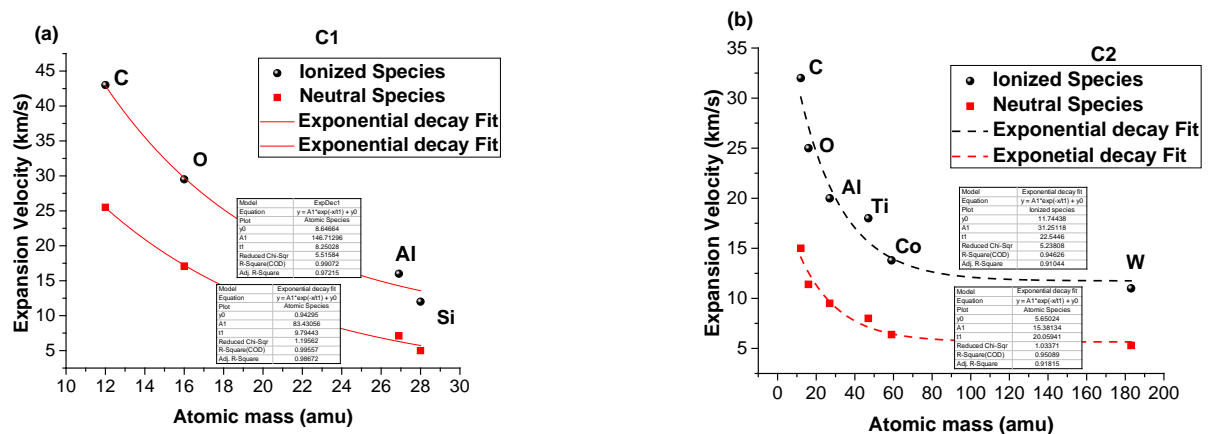 (a)
C1
Ionized Species
Neutral Species
Exponential decay Fit
Exponential decay Fit
C
O
Al
Si
Model ExpDec1
Equation y = A1*exp(-x/t1) + y0
Plot Atomic Species
y0 8.64664
A1 146.71296
t1 8.25028
Reduced Chi-Sqr 5.51584
R-Square(COD) 0.99072
Adj. R-Square 0.97215
Model Exponential decay fit
Equation y = A1*exp(-x/t1) + y0
Plot Atomic Species
y0 0.94295
A1 83.43056
t1 9.79443
Reduced Chi-Sqr 1.19562
R-Square(COD) 0.99557
Adj. R-Square 0.98672
Expansion Velocity (km/s)
45
40
35
30
25
20
15
10
5
10 12 14 16 18 20 22 24 26 28 30
Atomic mass (amu)
(b)
C2
Ionized Species
Neutral Species
Exponential decay Fit
Exponetial decay Fit
C
O
Al
Ti
Co
W
Model Exponential decay fit
Equation y = A1*exp(-x/t1) + y0
Plot Ionized species
y0 11.74438
A1 31.25118
t1 22.5446
Reduced Chi-Sqr 5.23808
R-Square(COD) 0.94626
Adj. R-Square 0.91044
Model Exponential decay fit
Equation y = A1*exp(-x/t1) + y0
Plot Atomic Species
y0 5.65024
A1 15.38134
t1 20.05941
Reduced Chi-Sqr 1.03371
R-Square(COD) 0.95089
Adj. R-Square 0.91815
Expansion Velocity (km/s)
35
30
25
20
15
10
5
0 20 40 60 80 100 120 140 160 180 200
Atomic mass (amu)